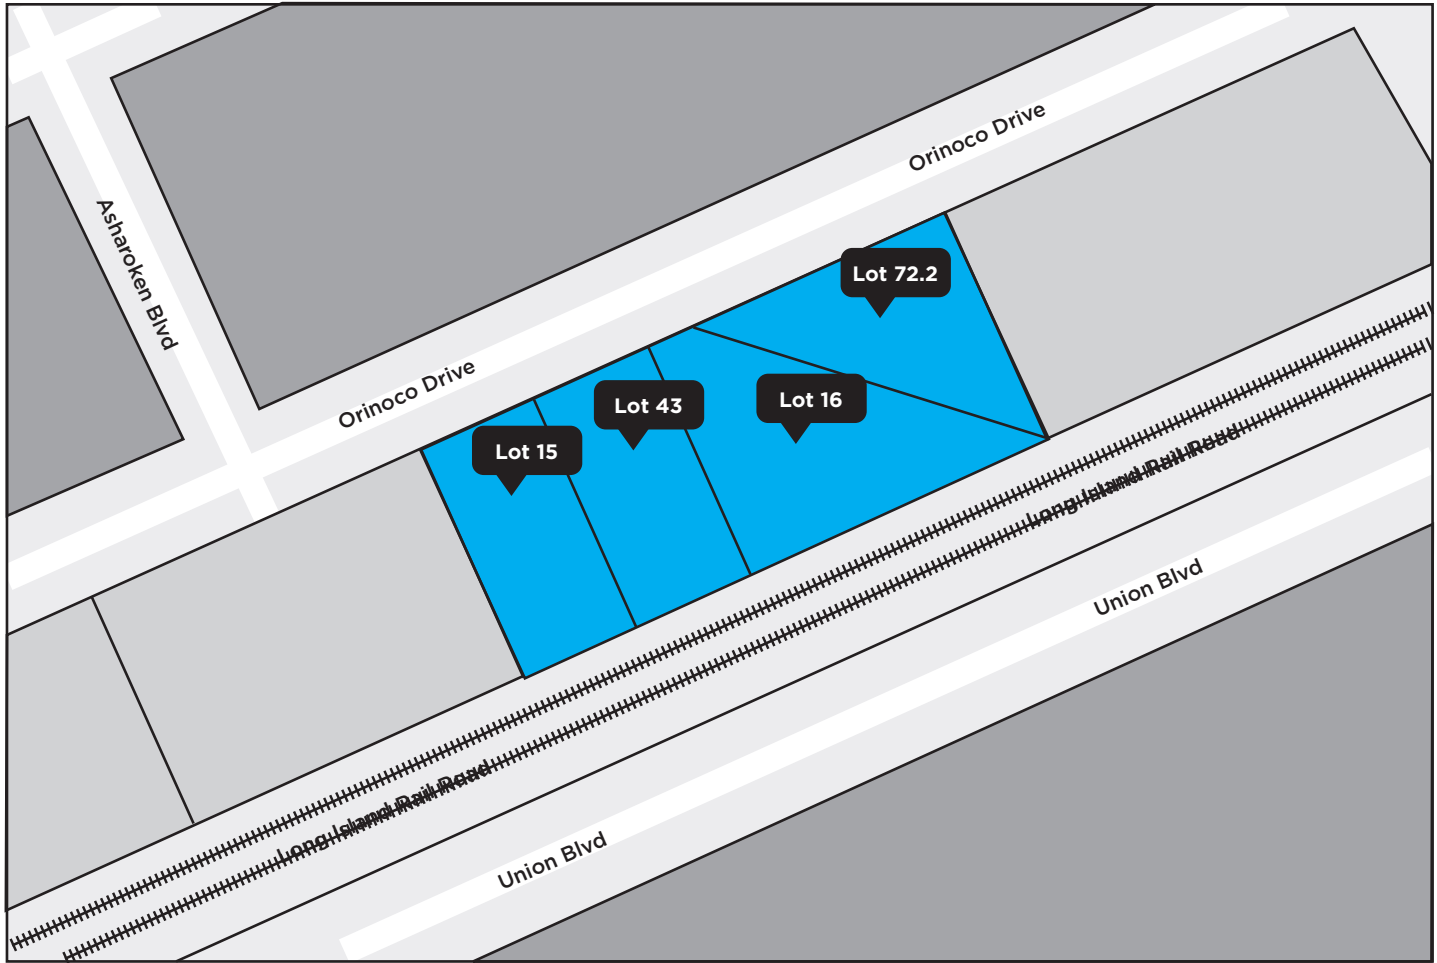 Orinoco Drive
Asharoken Blvd
Lot 72.2
Orinoco Drive
Lot 43
Lot 16
Lot 15
Long Island Rail Road
Union Blvd
Long Island Rail Road
Union Blvd